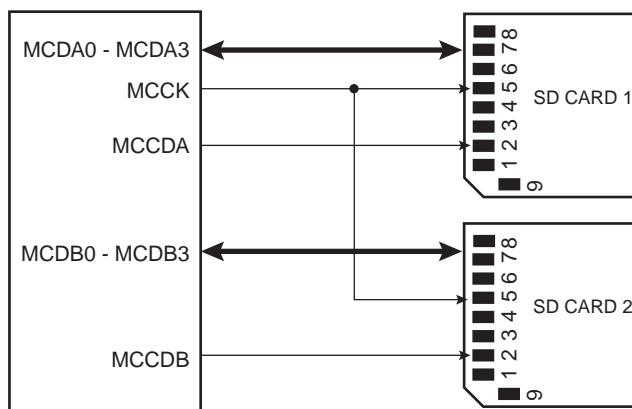 MCDA0 - MCDA3
MCCK
MCCDA
MCDB0 - MCDB3
MCCDB
8
7
6
5
4
3
2
1
9
SD CARD 1
8
7
6
5
4
3
2
1
9
SD CARD 2